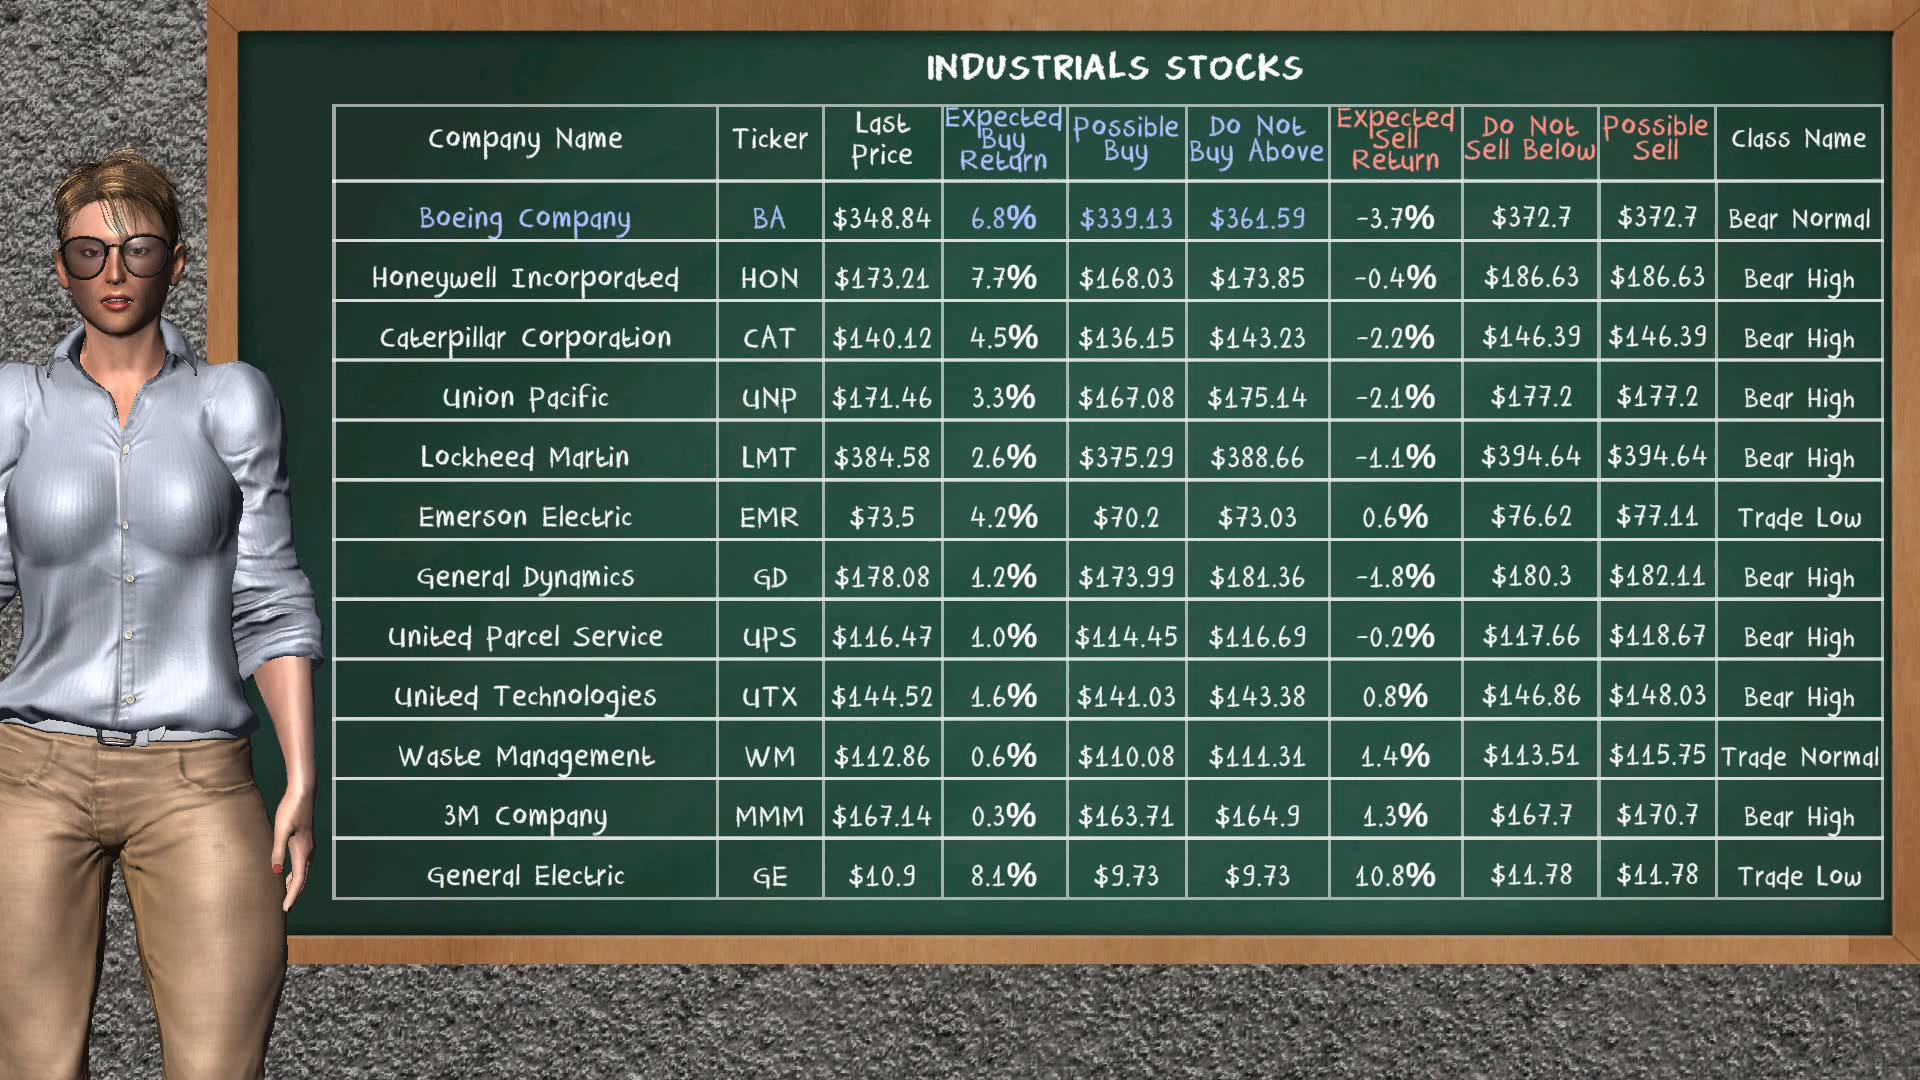 INDUSTRIALS STOCKS
Company Name Ticker Last Price Expected Buy Return Possible Buy Do Not Buy Above Expected Sell Return Do Not Sell Below Possible Sell Class Name
Boeing Company BA $348.84 6.8% $339.13 $361.59 -3.7% $372.7 $372.7 Bear Normal
Honeywell Incorporated HON $173.21 7.7% $168.03 $173.85 -0.4% $186.63 $186.63 Bear High
Caterpillar Corporation CAT $140.12 4.5% $136.15 $143.23 -2.2% $146.39 $146.39 Bear High
Union Pacific UNP $171.46 3.3% $167.08 $175.14 -2.1% $177.2 $177.2 Bear High
Lockheed Martin LMT $384.58 2.6% $375.29 $388.66 -1.1% $394.64 $394.64 Bear High
Emerson Electric EMR $73.5 4.2% $70.2 $73.03 0.6% $76.62 $77.11 Trade Low
General Dynamics GD $178.08 1.2% $173.99 $181.36 -1.8% $180.3 $182.11 Bear High
United Parcel Service UPS $116.47 1.0% $114.45 $116.69 -0.2% $117.66 $118.67 Bear High
United Technologies UTX $144.52 1.6% $141.03 $143.38 0.8% $146.86 $148.03 Bear High
Waste Management WM $112.86 0.6% $110.08 $111.31 1.4% $113.51 $115.75 Trade Normal
3M Company MMM $167.14 0.3% $163.71 $164.9 1.3% $167.7 $170.7 Bear High
General Electric GE $10.9 8.1% $9.73 $9.73 10.8% $11.78 $11.78 Trade Low